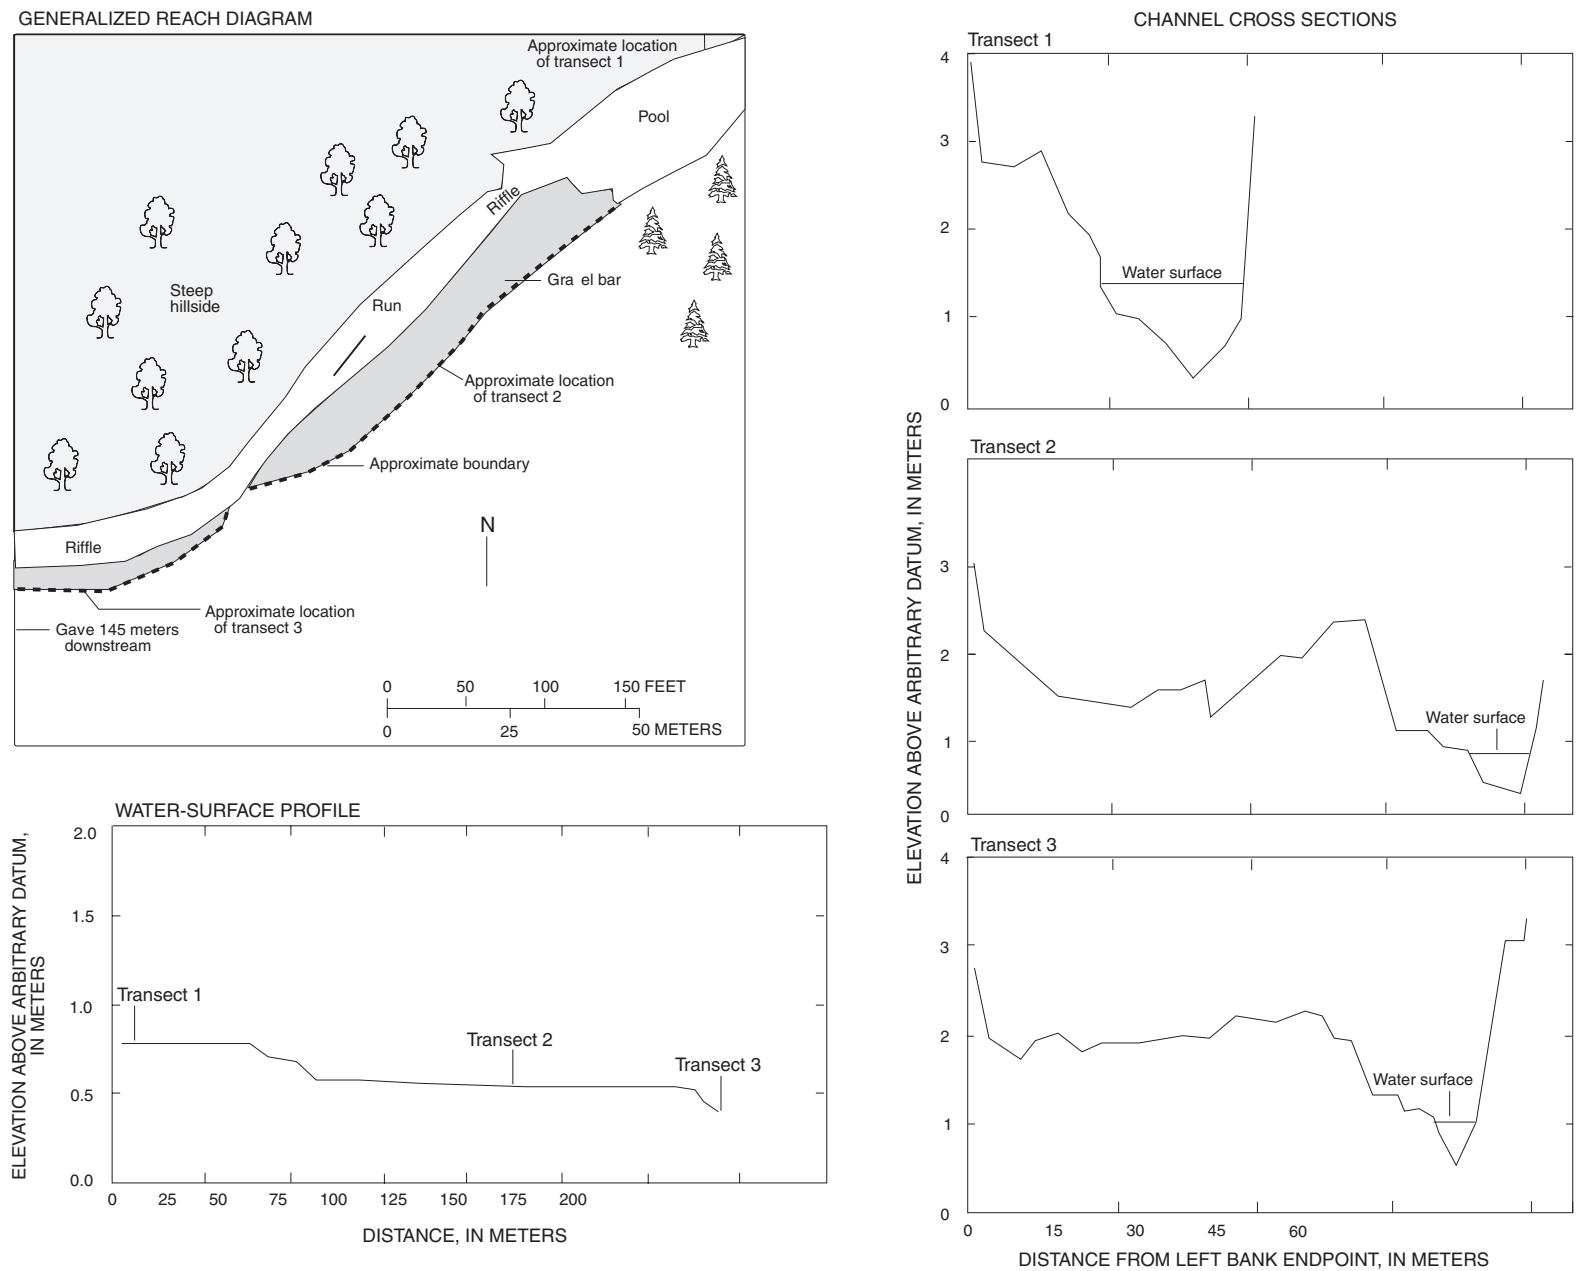 GENERALIZED REACH DIAGRAM
Approximate location
of transect 1
Pool
Riffle
Gra el bar
Steep
hillside
Run
Approximate location
of transect 2
Approximate boundary
N
Riffle
Approximate location
of transect 3
Gave 145 meters
downstream
0 50 100 150 FEET
0 25 50 METERS
WATER-SURFACE PROFILE
ELEVATION ABOVE ARBITRARY DATUM,
IN METERS
2.0
1.5
1.0
0.5
0.0
Transect 1
Transect 2
Transect 3
0 25 50 75 100 125 150 175 200
DISTANCE, IN METERS
CHANNEL CROSS SECTIONS
ELEVATION ABOVE ARBITRARY DATUM, IN METERS
Transect 1
4
3
2
1
0
Water surface
Transect 2
3
2
1
0
Water surface
Transect 3
4
3
2
1
0
Water surface
0 15 30 45 60
DISTANCE FROM LEFT BANK ENDPOINT, IN METERS